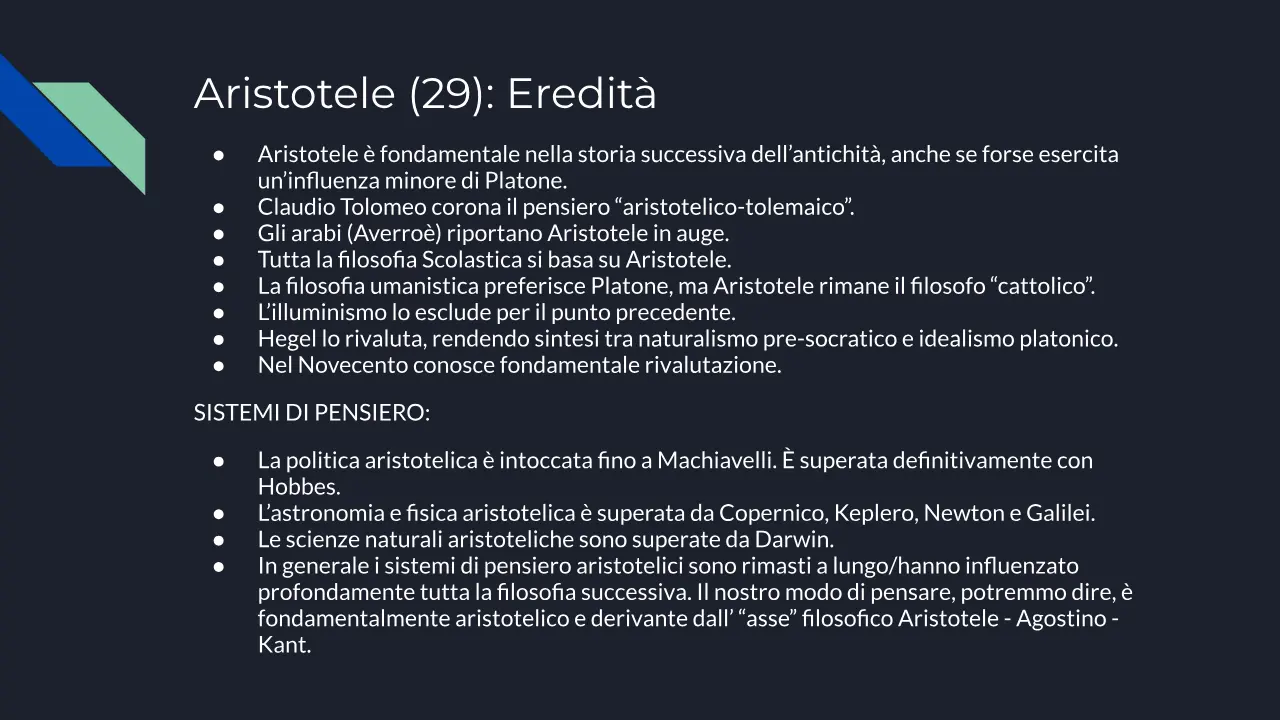 Aristotele (29): Eredità
● Aristotele è fondamentale nella storia successiva dell’antichità, anche se forse esercita
un’influenza minore di Platone.
● Claudio Tolomeo corona il pensiero “aristotelico-tolemaico”.
● Gli arabi (Averroè) riportano Aristotele in auge.
● Tutta la filosofia Scolastica si basa su Aristotele.
● La filosofia umanistica preferisce Platone, ma Aristotele rimane il filosofo “cattolico”.
● L’illuminismo lo esclude per il punto precedente.
● Hegel lo rivaluta, rendendo sintesi tra naturalismo pre-socratico e idealismo platonico.
● Nel Novecento conosce fondamentale rivalutazione.
SISTEMI DI PENSIERO:
● La politica aristotelica è intoccata fino a Machiavelli. È superata definitivamente con
Hobbes.
● L’astronomia e fisica aristotelica è superata da Copernico, Keplero, Newton e Galilei.
● Le scienze naturali aristoteliche sono superate da Darwin.
● In generale i sistemi di pensiero aristotelici sono rimasti a lungo/hanno influenzato
profondamente tutta la filosofia successiva. Il nostro modo di pensare, potremmo dire, è
fondamentalmente aristotelico e derivante dall’ “asse” filosofico Aristotele - Agostino -
Kant.